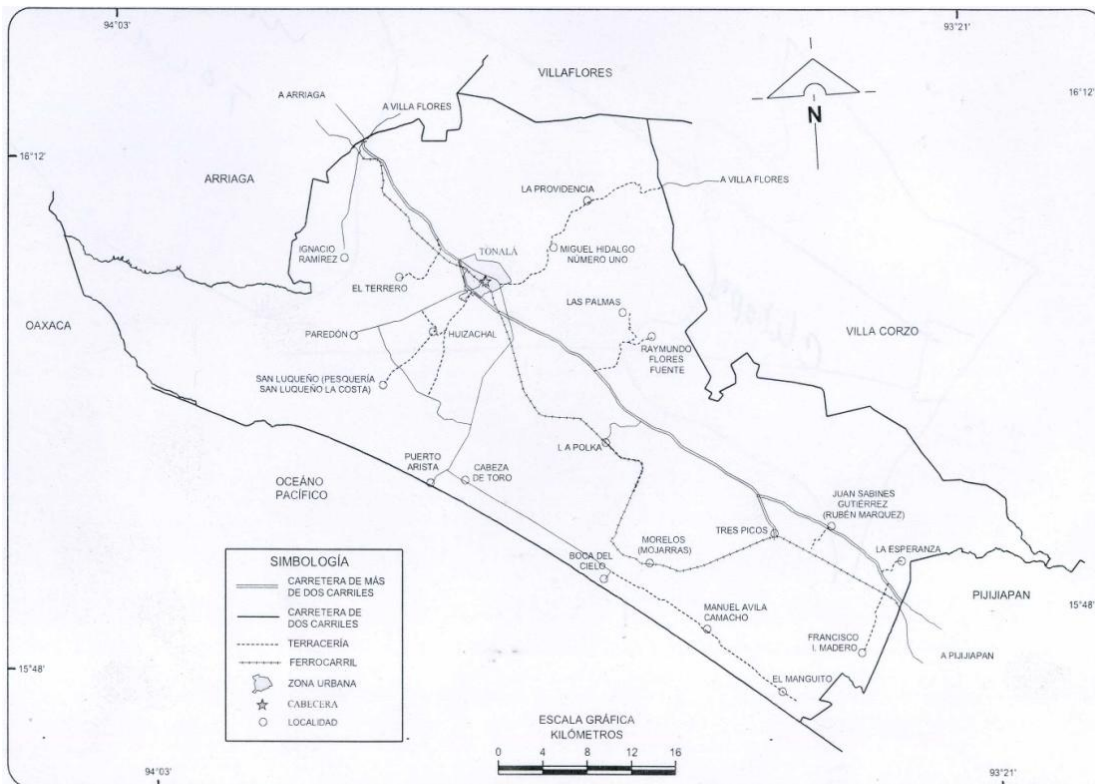 94°03'
93°21'
VILLAFLORES
A ARRIAGA
A VILLA FLORES
16°12'
N
16°12'
ARRIAGA
A VILLA FLORES
LA PROVIDENCIA
IGNACIO
RAMÍREZ
TONALÁ
MIGUEL HIDALGO
NÚMERO UNO
EL TERRERO
LAS PALMAS
OAXACA
PAREDÓN
HUIZACHAL
RAYMUNDO
FLORES
FUENTE
VILLA CORZO
SAN LUQUEÑO (PESQUERÍA
SAN LUQUEÑO LA COSTA)
LA POLKA
PUERTO
ARISTA
CABEZA
DE TORO
OCEÁNO
PACÍFICO
JUAN SABINES
GUTIERREZ
(RUBÉN MARQUEZ)
TRES PICOS
MORELOS
(MOJARRAS)
LA ESPERANZA
BOCA DEL
CIELO
PIJIJIAPAN
15°48'
MANUEL AVILA
CAMACHO
FRANCISCO
I. MADERO
A PIJIJIAPAN
EL MANGUITO
15°48'
SIMBOLOGÍA
CARRETERA DE MÁS
DE DOS CARRILES
CARRETERA DE
DOS CARRILES
TERRACERÍA
FERROCARRIL
ZONA URBANA
CABECERA
LOCALIDAD
ESCALA GRÁFICA
KILÓMETROS
0 4 8 12 16
94°03'
93°21'